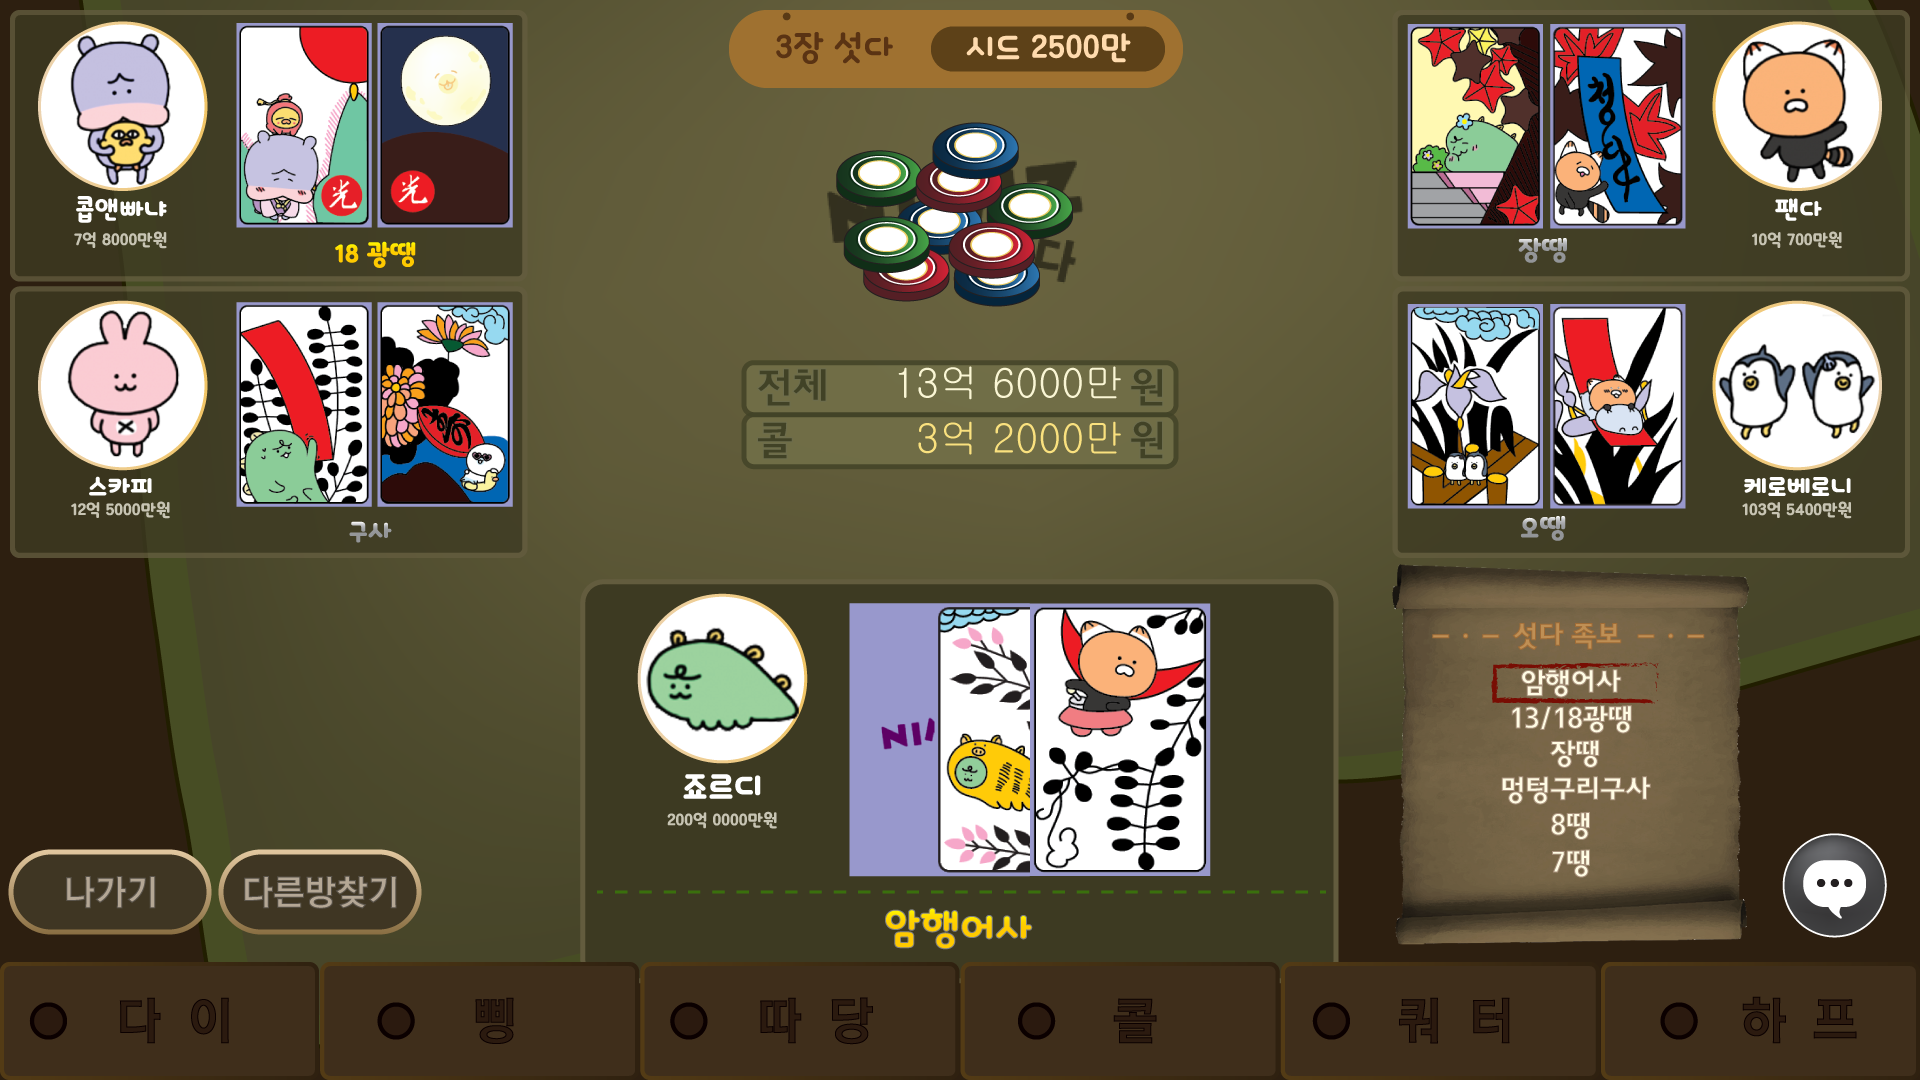 3장 섯다
시드 2500만
光
光
콥앤빠냐
7억 8000만원
18 광땡
청단
팬다
10억 700만원
장땡
다
스카피
12억 5000만원
구사
전체 13억 6000만 원
콜 3억 2000만 원
케로베로니
103억 5400만원
오땡
죠르디
200억 0000만원
암행어사
섯다 족보
암행어사
13/18광땡
장땡
멍텅구리구사
8땡
7땡
나가기
다른방찾기
다이
삥
따당
콜
쿼터
하프